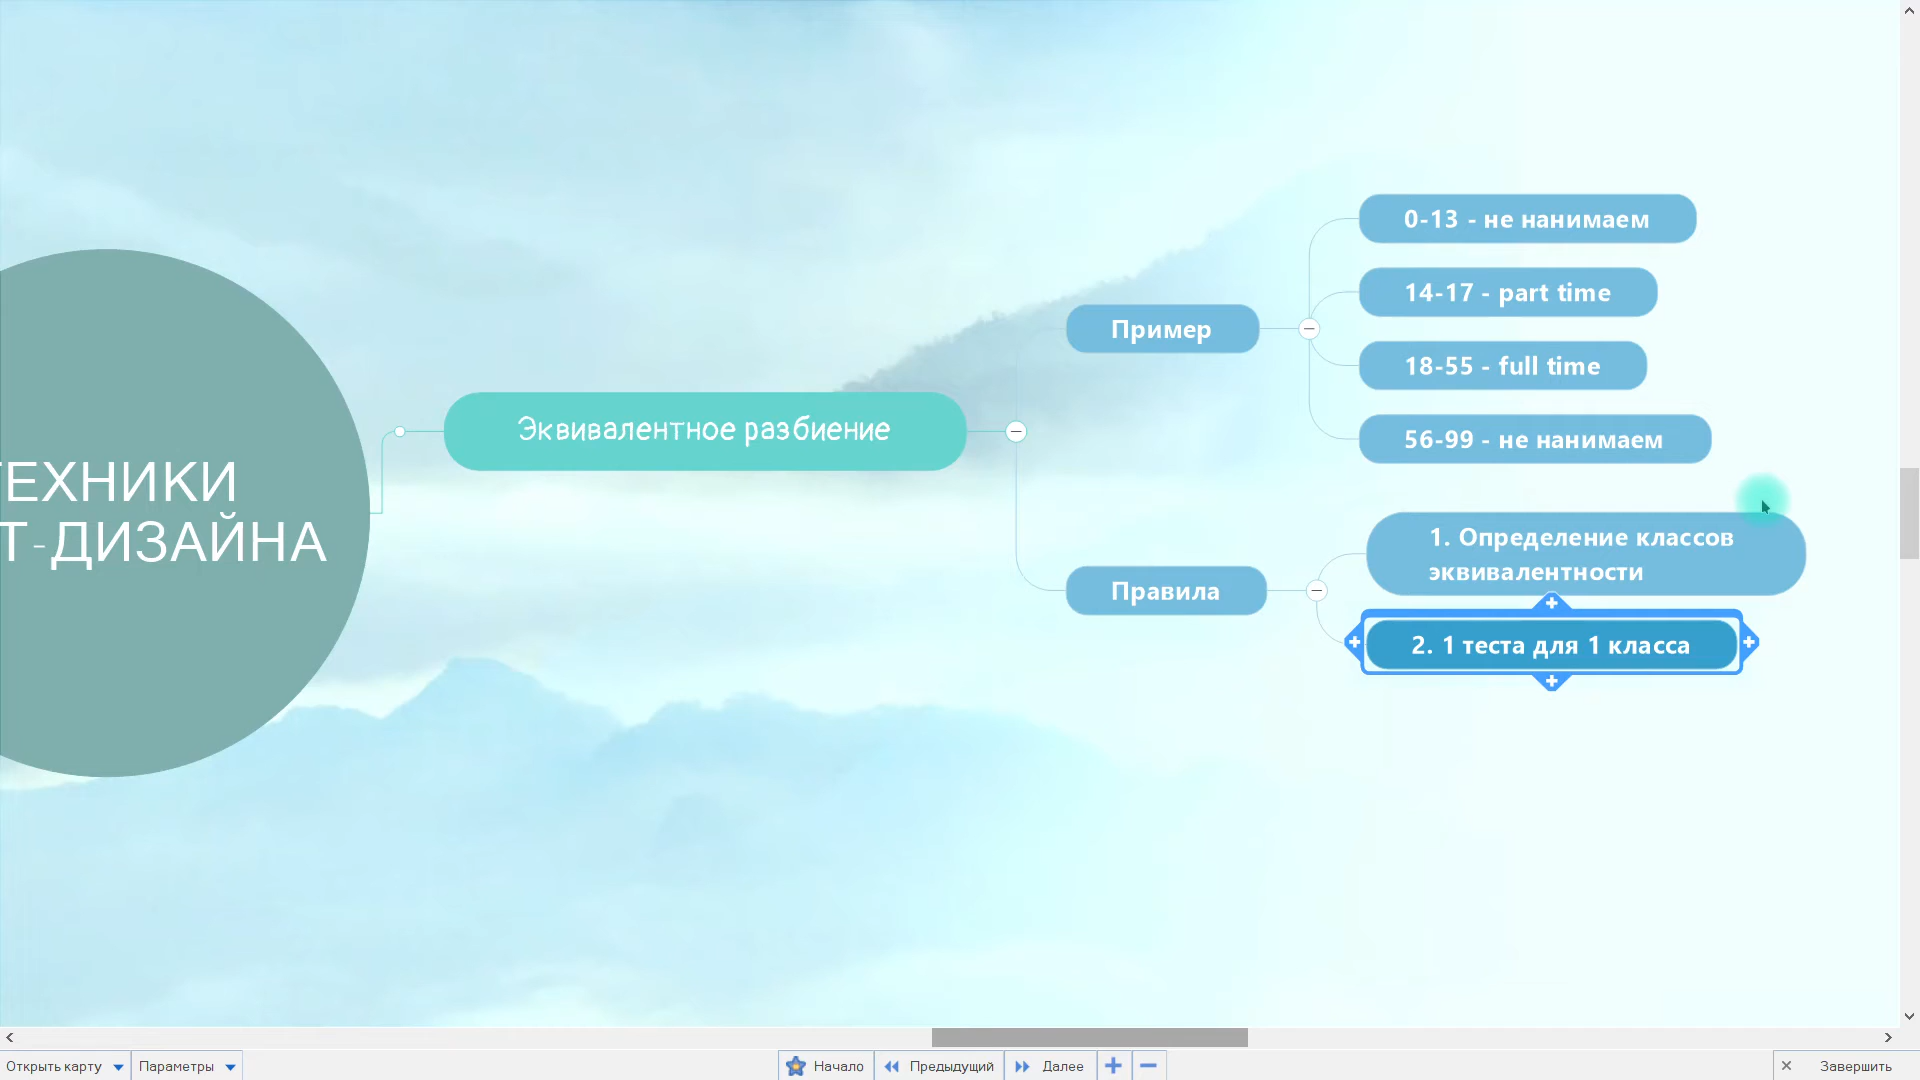 ТЕХНИКИ
Т-ДИЗАЙНА
Эквивалентное разбиение
Пример
0-13 - не нанимаем
14-17 - part time
18-55 - full time
56-99 - не нанимаем
Правила
1. Определение классов
эквивалентности
2. 1 теста для 1 класса
Открыть карту
Параметры
Начало
Предыдущий
Далее
Завершить